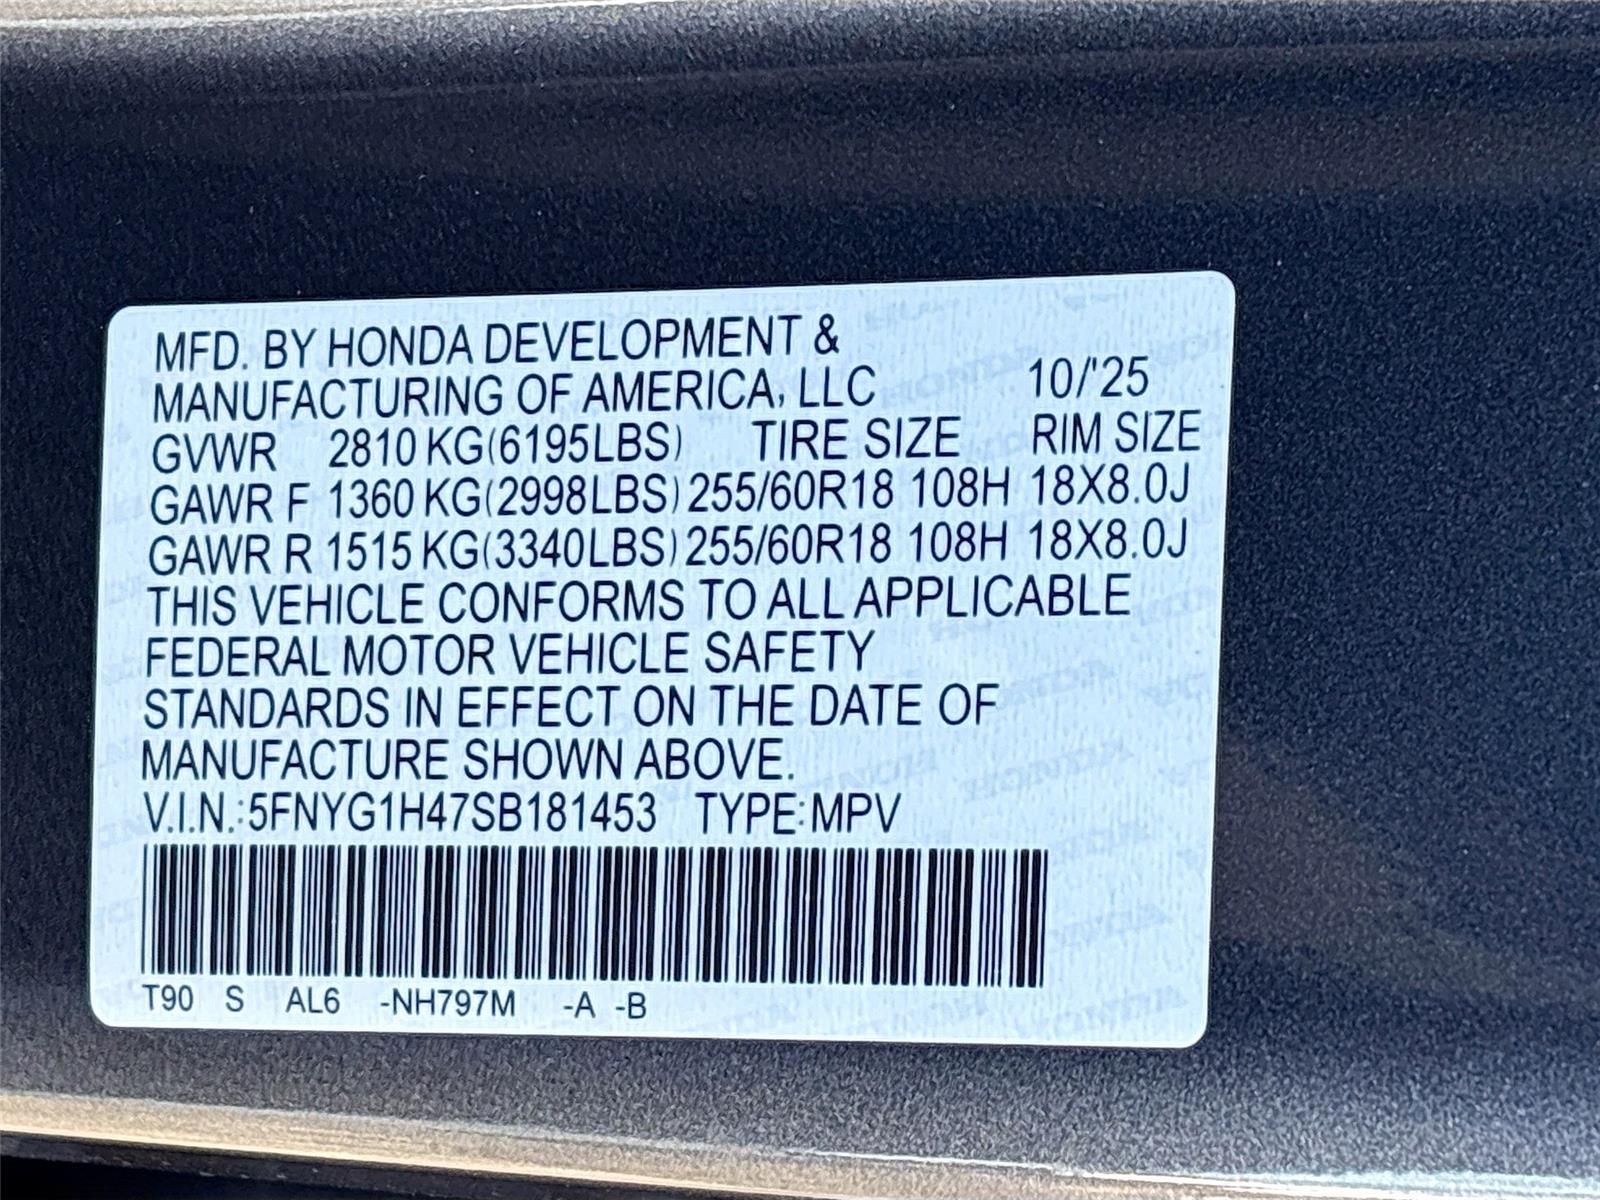 MFD. BY HONDA DEVELOPMENT &
MANUFACTURING OF AMERICA, LLC 10/'25
GVWR 2810 KG(6195LBS) TIRE SIZE RIM SIZE
GAWR F 1360 KG(2998LBS) 255/60R18 108H 18X8.0J
GAWR R 1515 KG(3340LBS) 255/60R18 108H 18X8.0J
THIS VEHICLE CONFORMS TO ALL APPLICABLE
FEDERAL MOTOR VEHICLE SAFETY
STANDARDS IN EFFECT ON THE DATE OF
MANUFACTURE SHOWN ABOVE.
V.I.N.:5FNYG1H47SB181453 TYPE:MPV
T90 S AL6 -NH797M -A -B